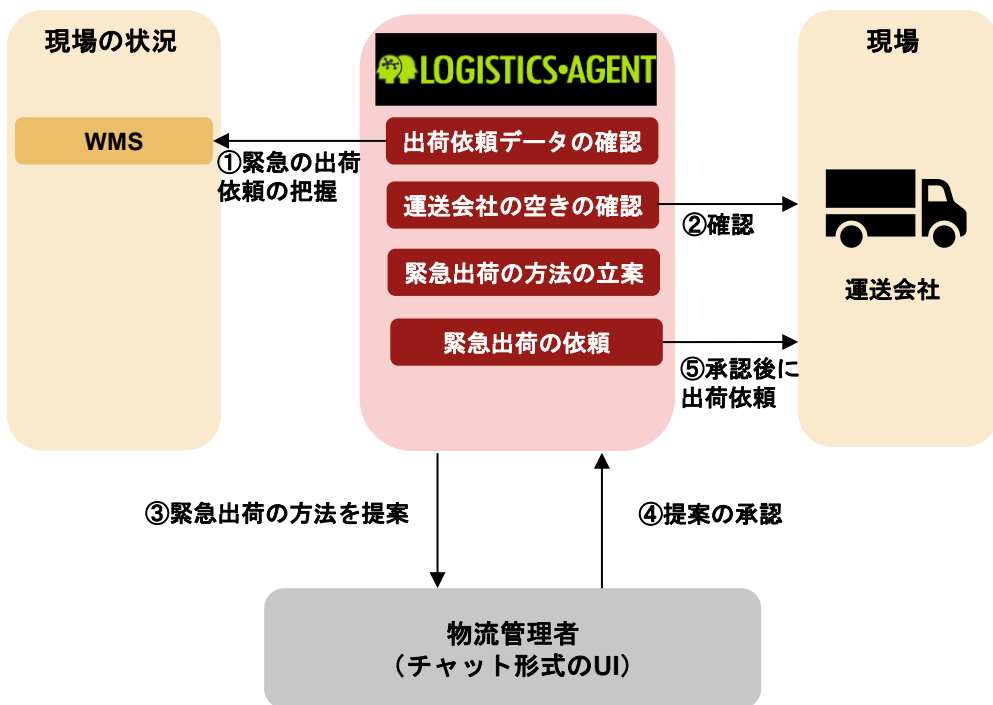 現場の状況
WMS
①緊急の出荷
依頼の把握
LOGISTICS•AGENT
出荷依頼データの確認
運送会社の空きの確認
緊急出荷の方法の立案
緊急出荷の依頼
現場
②確認
運送会社
⑤承認後に
出荷依頼
③緊急出荷の方法を提案
④提案の承認
物流管理者
（チャット形式のUI）